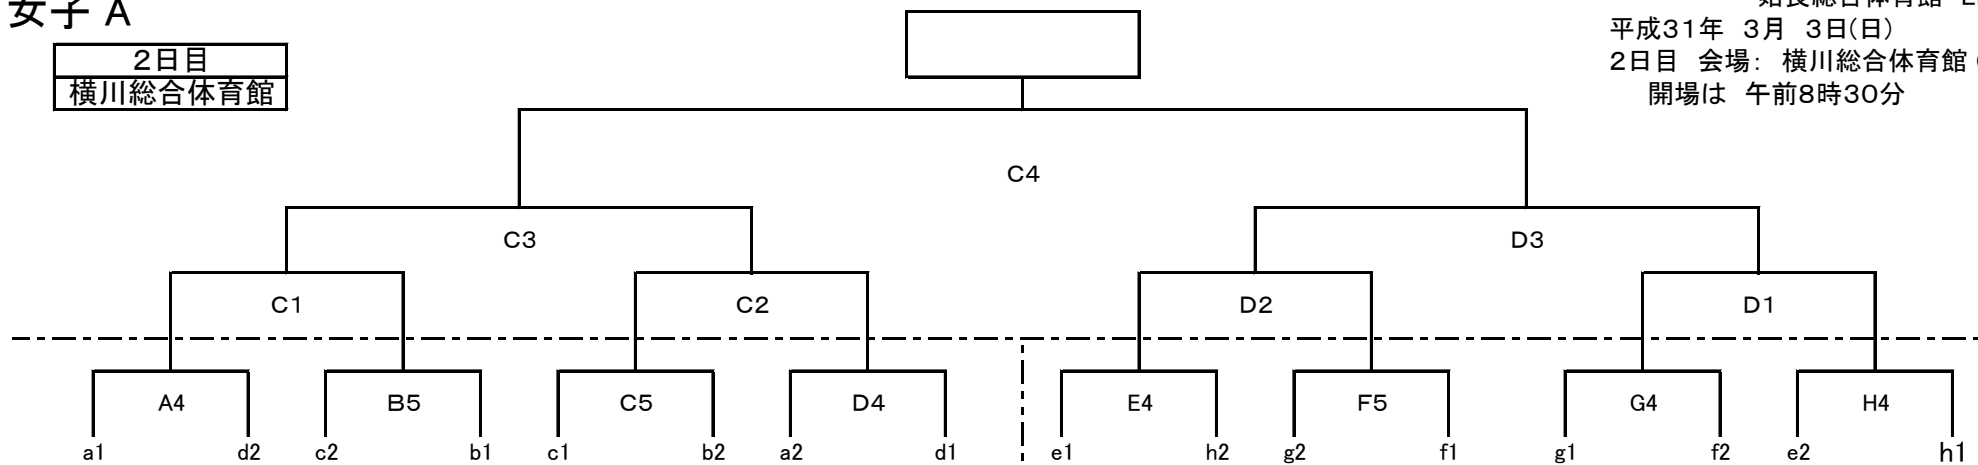 女子 A
平成31年 3月 3日(日)
2日目
2日目 会場: 横川総合体育館
横川総合体育館
開場は 午前8時30分
C4
C3 D3
C1 C2 D2 D1
A4 B5 C5 D4 E4 F5 G4 H4
a1 d2 c2 b1 c1 b2 a2 d1 e1 h2 g2 f1 g1 f2 e2 h1